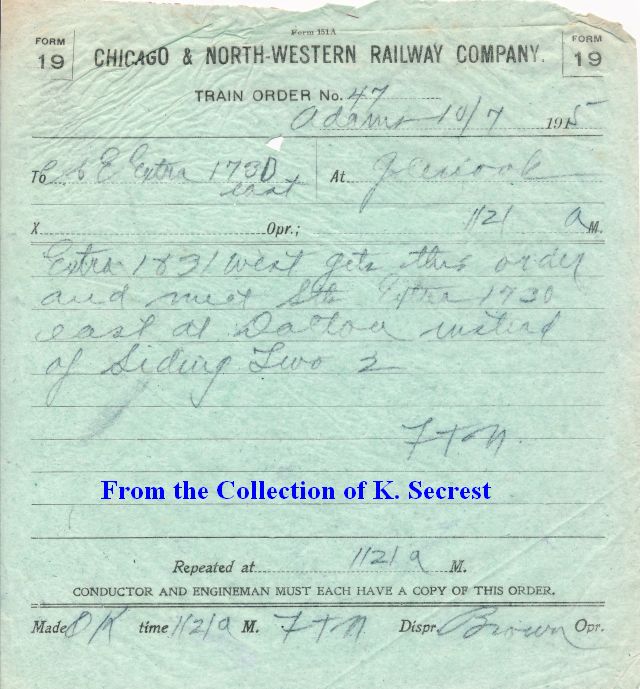 Form 151A
FORM 19
CHICAGO & NORTH-WESTERN RAILWAY COMPANY.
FORM 19
TRAIN ORDER No. 47
Adams 10/7 1915
To C & E Extra 1730 east At
X Opr.; 1121 a M.
Extra 1831 west gets this order
and meet Extra 1730
east at Dalton instead
of Siding Two 2
F T M.
From the Collection of K. Secrest
Repeated at 1121 a M.
CONDUCTOR AND ENGINEMAN MUST EACH HAVE A COPY OF THIS ORDER.
Made OK time 1121a M. F T M Dispr. Brown Opr.